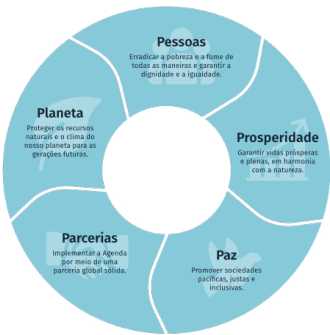 Pessoas
Erradicar a pobreza e a fome de
todas as maneiras e garantir a
dignidade e a igualdade.
Prosperidade
Garantir vidas prósperas
e plenas, em harmonia
com a natureza.
Paz
Promover sociedades
pacíficas, justas e
inclusivas.
Parcerias
Implementar a Agenda
por meio de uma
parceria global sólida.
Planeta
Proteger os recursos
naturais e o clima do
nosso planeta para as
gerações futuras.